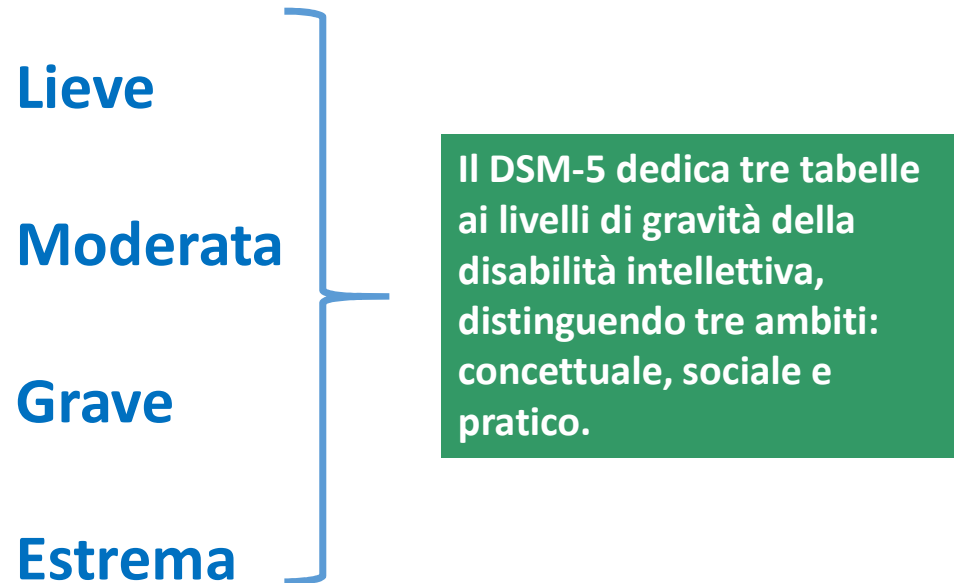 Lieve
Moderata
Grave
Estrema
Il DSM-5 dedica tre tabelle
ai livelli di gravità della
disabilità intellettiva,
distinguendo tre ambiti:
concettuale, sociale e
pratico.